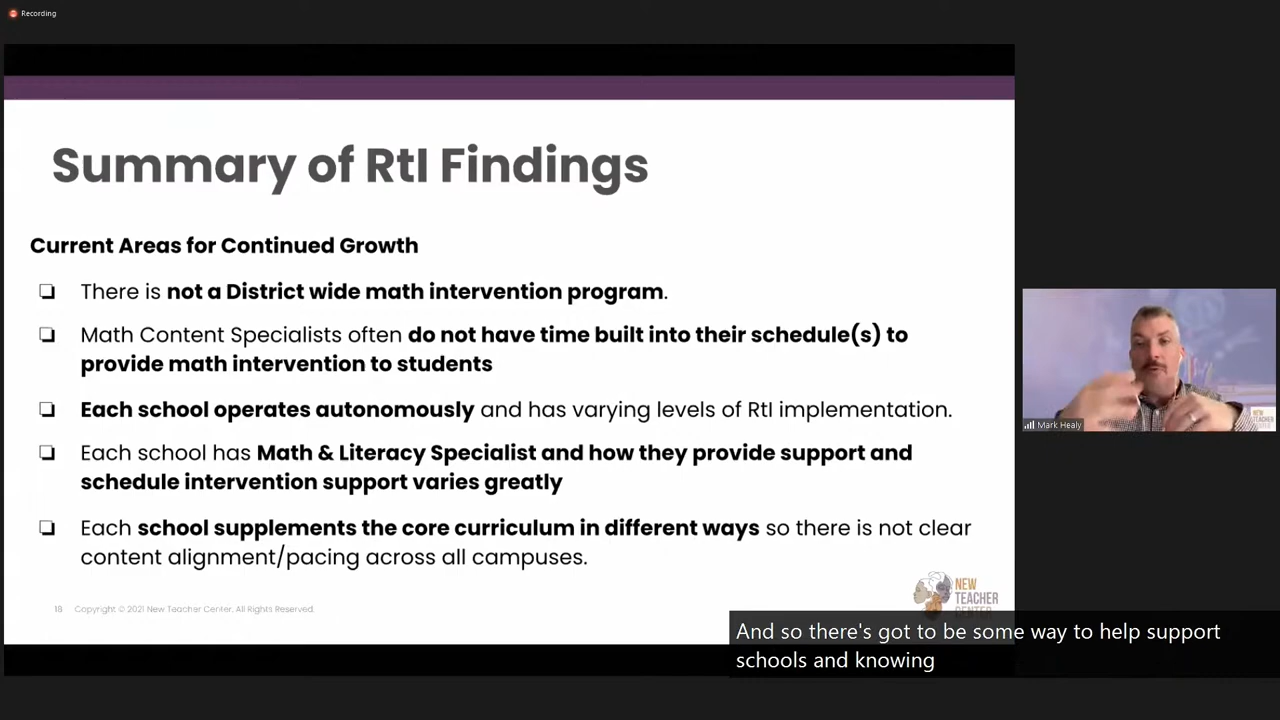 Recording
Summary of RtI Findings
Current Areas for Continued Growth
There is not a District wide math intervention program.
Math Content Specialists often do not have time built into their schedule(s) to
provide math intervention to students
Each school operates autonomously and has varying levels of RtI implementation.
Each school has Math & Literacy Specialist and how they provide support and
schedule intervention support varies greatly
Each school supplements the core curriculum in different ways so there is not clear
content alignment/pacing across all campuses.
18 Copyright © 2021 New Teacher Center. All Rights Reserved.
NEW
TEACHER
CENTER
And so there's got to be some way to help support
schools and knowing
Mark Healy
NEW
TEACHER
CENTER